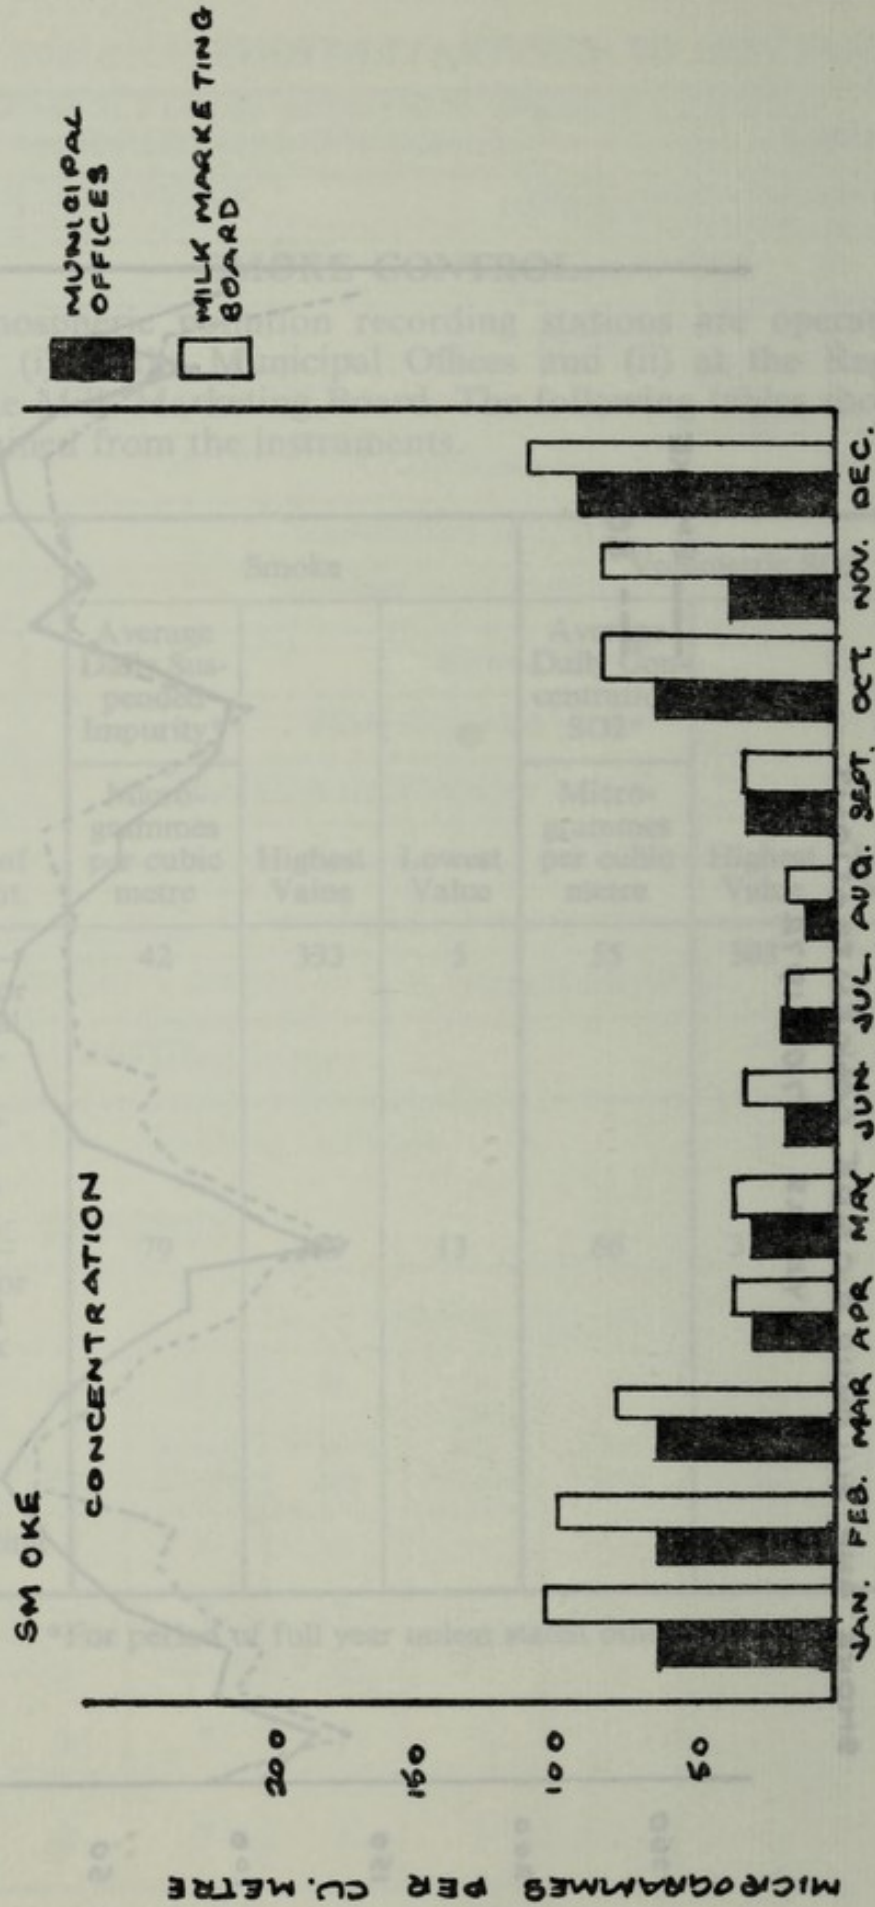 SMOKE
CONCENTRATION
MUNICIPAL
OFFICES
MILK MARKETING
BOARD
MICROGRAMMES PER CU. METRE
200
150
100
50
JAN. FEB. MAR APR MAY JUN JUL AUG. SEPT. OCT. NOV. DEC.